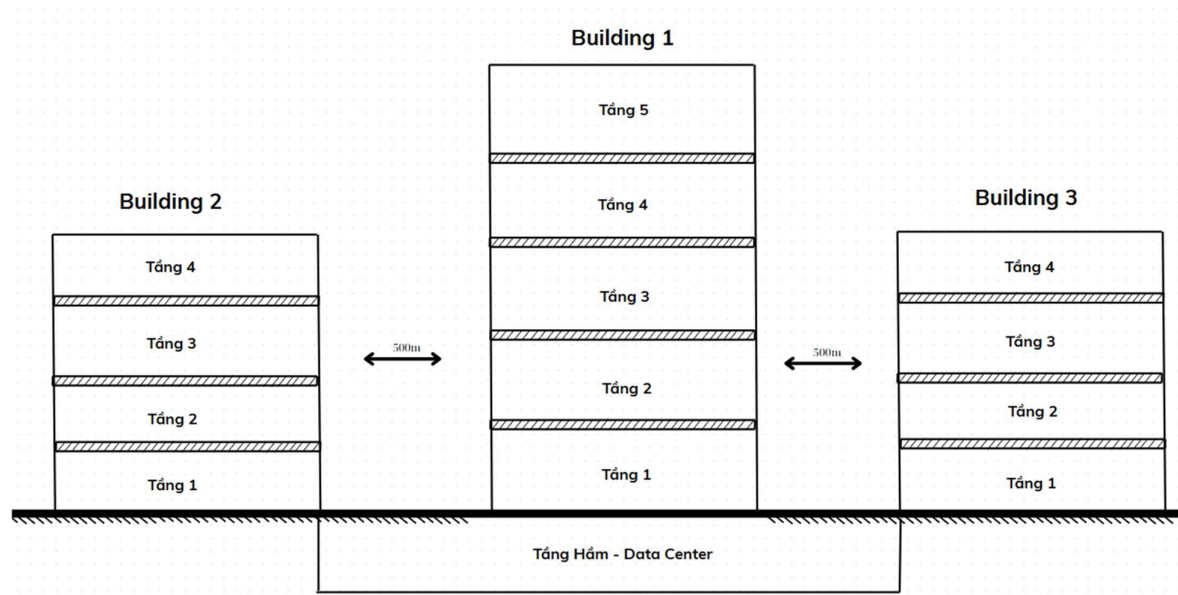 Building 1
Tầng 5
Tầng 4
Tầng 3
Tầng 2
Tầng 1
Building 2
Tầng 4
Tầng 3
Tầng 2
Tầng 1
500m
500m
Building 3
Tầng 4
Tầng 3
Tầng 2
Tầng 1
Tầng Hầm - Data Center